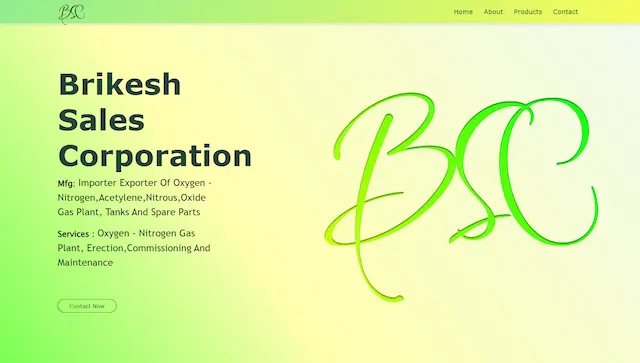 BSC
Home About Products Contact
Brikesh
Sales
Corporation
Mfg: Importer Exporter Of Oxygen -
Nitrogen,Acetylene,Nitrous,Oxide
Gas Plant, Tanks And Spare Parts
Services : Oxygen - Nitrogen Gas
Plant, Erection,Commissioning And
Maintenance
Contact Now
BSC